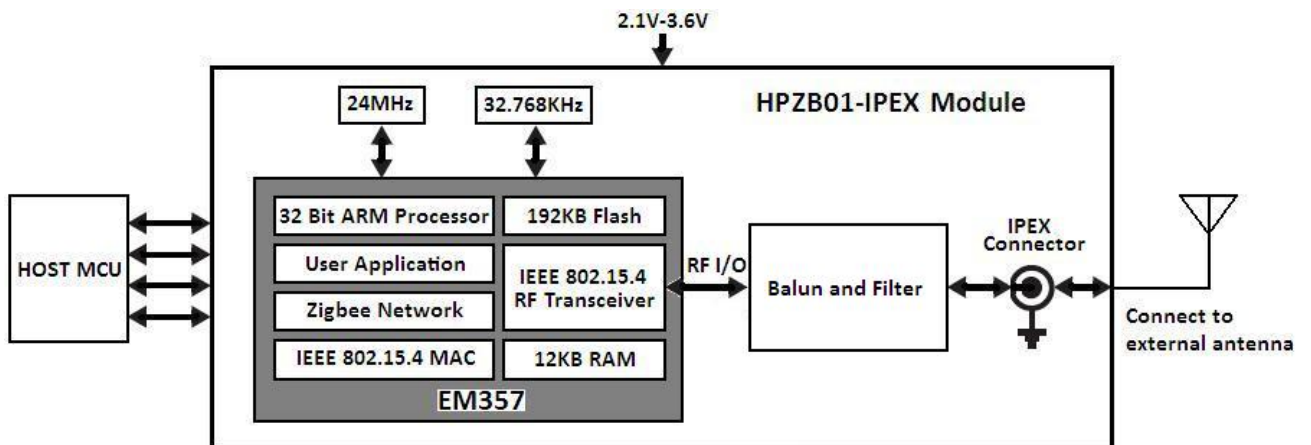 2.1V-3.6V
HPZB01-IPEX Module
24MHz
32.768KHz
HOST MCU
32 Bit ARM Processor
192KB Flash
User Application
IEEE 802.15.4
RF Transceiver
Zigbee Network
IEEE 802.15.4 MAC
12KB RAM
EM357
RF I/O
Balun and Filter
IPEX
Connector
Connect to
external antenna